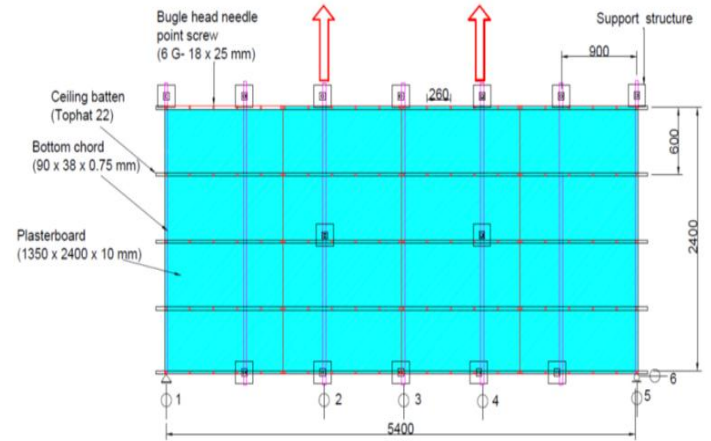 Bugle head needle
point screw
(6 G- 18 x 25 mm)
Support structure
900
Ceiling batten
(Tophat 22)
260
Bottom chord
(90 x 38 x 0.75 mm)
600
Plasterboard
(1350 x 2400 x 10 mm)
2400
6
1
2
3
4
5
5400